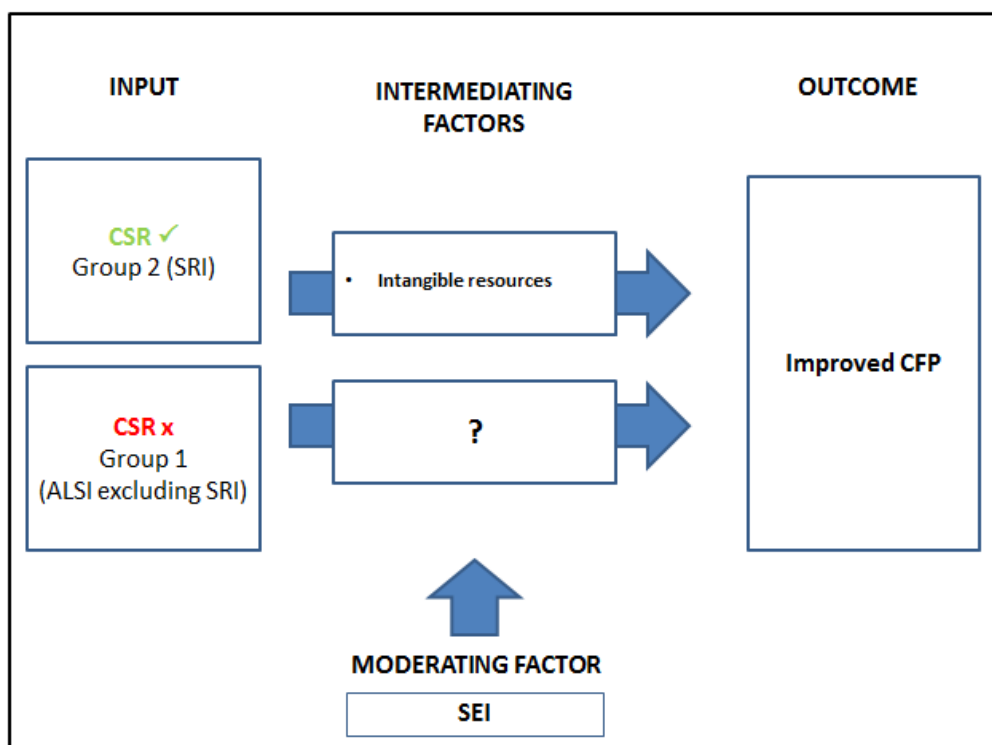 INPUT
INTERMEDIATING
FACTORS
OUTCOME
CSR ✓
Group 2 (SRI)
• Intangible resources
CSR x
Group 1
(ALSI excluding SRI)
?
Improved CFP
MODERATING FACTOR
SEI